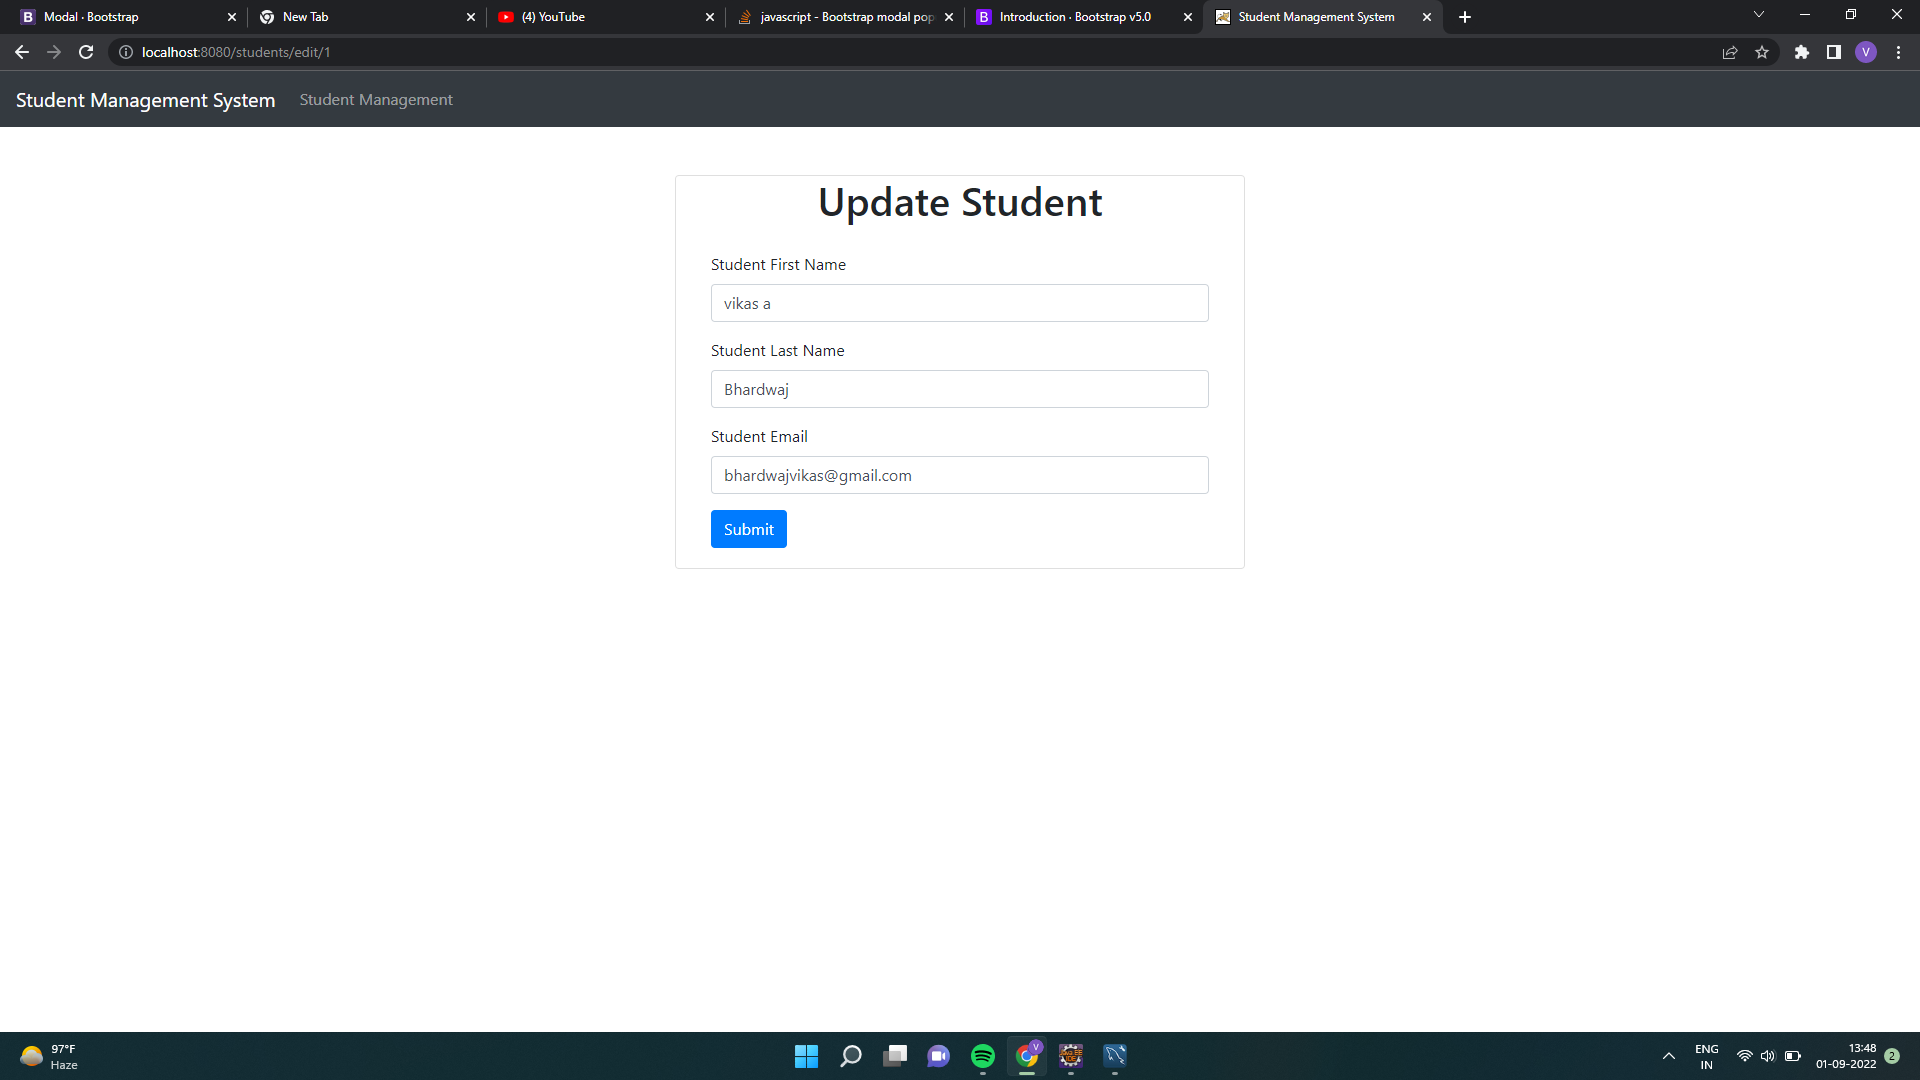 Modal · Bootstrap
New Tab
(4) YouTube
javascript - Bootstrap modal pop
Introduction · Bootstrap v5.0
Student Management System
localhost:8080/students/edit/1
V
Student Management System
Student Management
Update Student
Student First Name
vikas a
Student Last Name
Bhardwaj
Student Email
bhardwajvikas@gmail.com
Submit
97°F
Haze
V
ENG
IN
13:48
01-09-2022
2